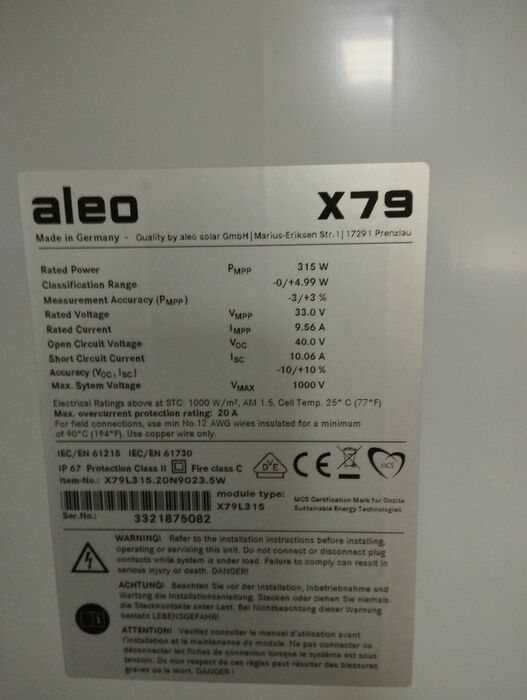 aleo X79
Made in Germany - Quality by aleo solar GmbH | Marius-Eriksen Str. 1 | 17291 Prenzlau
Rated Power PMPP 315 W
Classification Range -0/+4.99 W
Measurement Accuracy (PMPP) -3/+3 %
Rated Voltage VMPP 33.0 V
Rated Current IMPP 9.56 A
Open Circuit Voltage VOC 40.0 V
Short Circuit Current ISC 10.06 A
Accuracy (VOC, ISC) -10/+10 %
Max. Sytem Voltage VMAX 1000 V
Electrical Ratings above at STC: 1000 W/m², AM 1.5, Cell Temp. 25° C (77°F)
Max. overcurrent protection rating: 20 A
For field connections, use min No.12 AWG wires insulated for a minimum
of 90°C (194°F). Use copper wire only.
IEC/EN 61215 IEC/EN 61730
IP 67 Protection Class II Fire class C
Item-No.: X79L315.20N9023.5W
DVE CE MCS
module type:
X79L315
MCS Certification Mark for Onsite
Sustainable Energy Technologies
Ser.No.: 3321875082
WARNING! Refer to the installation instructions before installing,
operating or servicing this unit. Do not connect or disconnect plug
contacts while system is under load. Failure to comply can result in
serious injury or death. DANGER!
ACHTUNG! Beachten Sie vor der Installation, Inbetriebnahme und
Wartung die Installationsanleitung. Stecken oder ziehen Sie niemals
die Steckkontakte unter Last. Bei Nichtbeachtung dieser Warnung
besteht LEBENSGEFAHR!
ATTENTION! Veuillez consulter le manuel d'utilisation avant
l'installation et la maintenance du module. Ne pas connecter ou
déconnecter les fiches de connexion lorsque le système est sous
tension. Du non respect de ces règles peut résulter des blessures
graves ou la mort. DANGER!